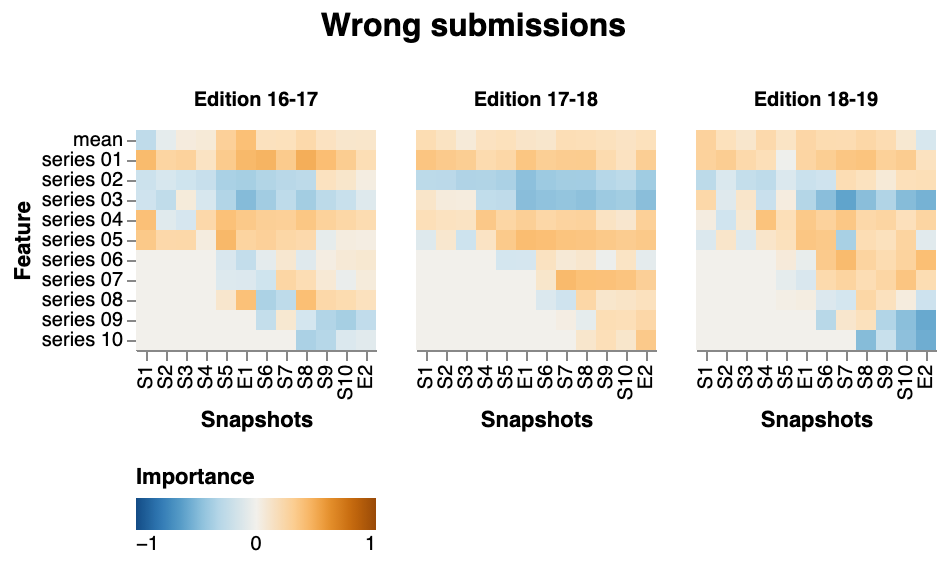 Wrong submissions
Edition 16-17
Edition 17-18
Edition 18-19
Feature
mean
series 01
series 02
series 03
series 04
series 05
series 06
series 07
series 08
series 09
series 10
S1 S2 S3 S4 S5 E1 S6 S7 S8 S9 S10 E2
S1 S2 S3 S4 S5 E1 S6 S7 S8 S9 S10 E2
S1 S2 S3 S4 S5 E1 S6 S7 S8 S9 S10 E2
Snapshots
Snapshots
Snapshots
Importance
−1 0 1